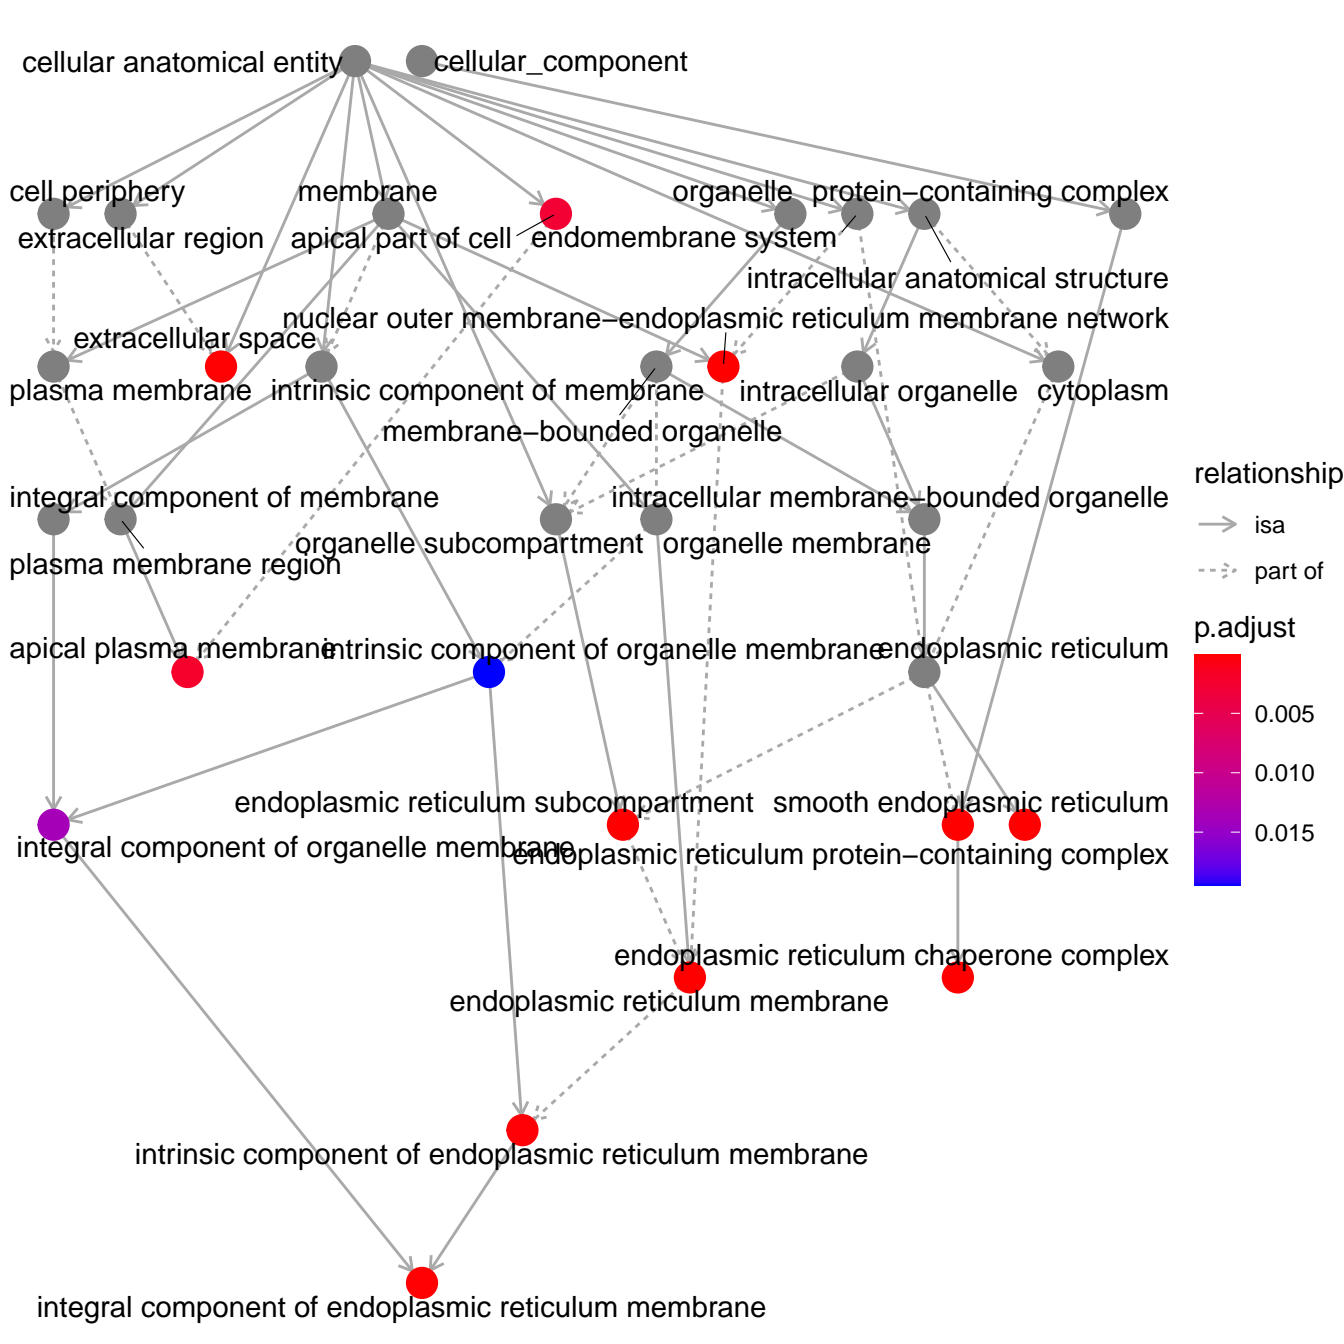 cellular anatomical entity
cellular_component
cell periphery
membrane
organelle
protein−containing complex
extracellular region
apical part of cell
endomembrane system
intracellular anatomical structure
nuclear outer membrane−endoplasmic reticulum membrane network
extracellular space
plasma membrane
intrinsic component of membrane
intracellular organelle
cytoplasm
membrane−bounded organelle
integral component of membrane
intracellular membrane−bounded organelle
organelle subcompartment
organelle membrane
plasma membrane region
apical plasma membrane
intrinsic component of organelle membrane
endoplasmic reticulum
endoplasmic reticulum subcompartment
smooth endoplasmic reticulum
integral component of organelle membrane
endoplasmic reticulum protein−containing complex
endoplasmic reticulum chaperone complex
endoplasmic reticulum membrane
intrinsic component of endoplasmic reticulum membrane
integral component of endoplasmic reticulum membrane
relationship
isa
part of
p.adjust
0.005
0.010
0.015